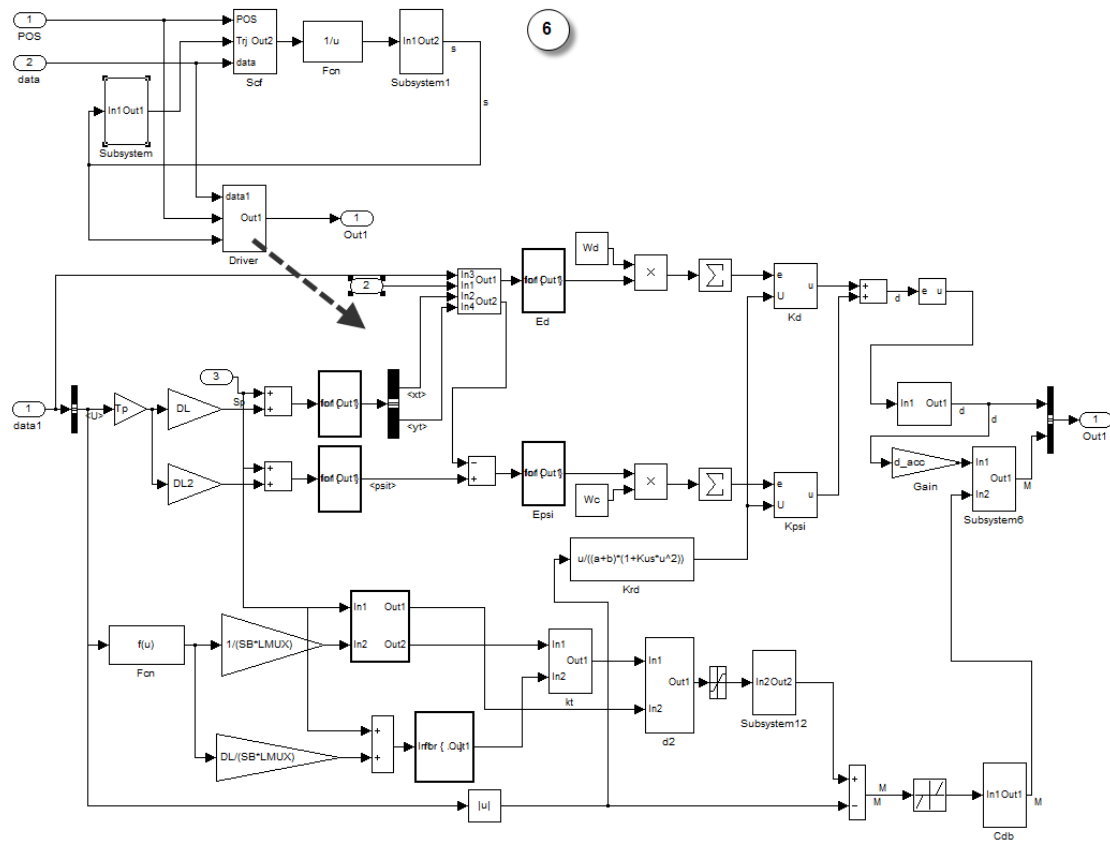 6
1
POS
2
data
POS
Trj Out2
data
Scf
1/u
Fcn
In1 Out2
Subsystem1
s
s
In1 Out1
Subsystem
data1
Out1
Driver
1
Out1
2
In3
In1
In2
In4
Out1
Out2
Ed
Wd
×
Σ
e
U
u
Kd
+
+
d
e u
3
Sp
1
data1
<U>
Tp
DL
DL2
+
+
+
+
<xt>
<yt>
<psit>
−
+
Epsi
Wc
×
Σ
e
U
u
Kpsi
In1 Out1
d
d
d_acc
Gain
In1
In2
Out1
M
Subsystem6
1
Out1
u/((a+b)*(1+Kus*u^2))
Krd
f(u)
Fcn
1/(SB*LMUX)
In1
In2
Out1
Out2
DL/(SB*LMUX)
+
+
In1
In2
Out1
kt
In1
In2
Out1
d2
In2 Out2
Subsystem12
|u|
+
−
M
M
In1 Out1
M
Cdb